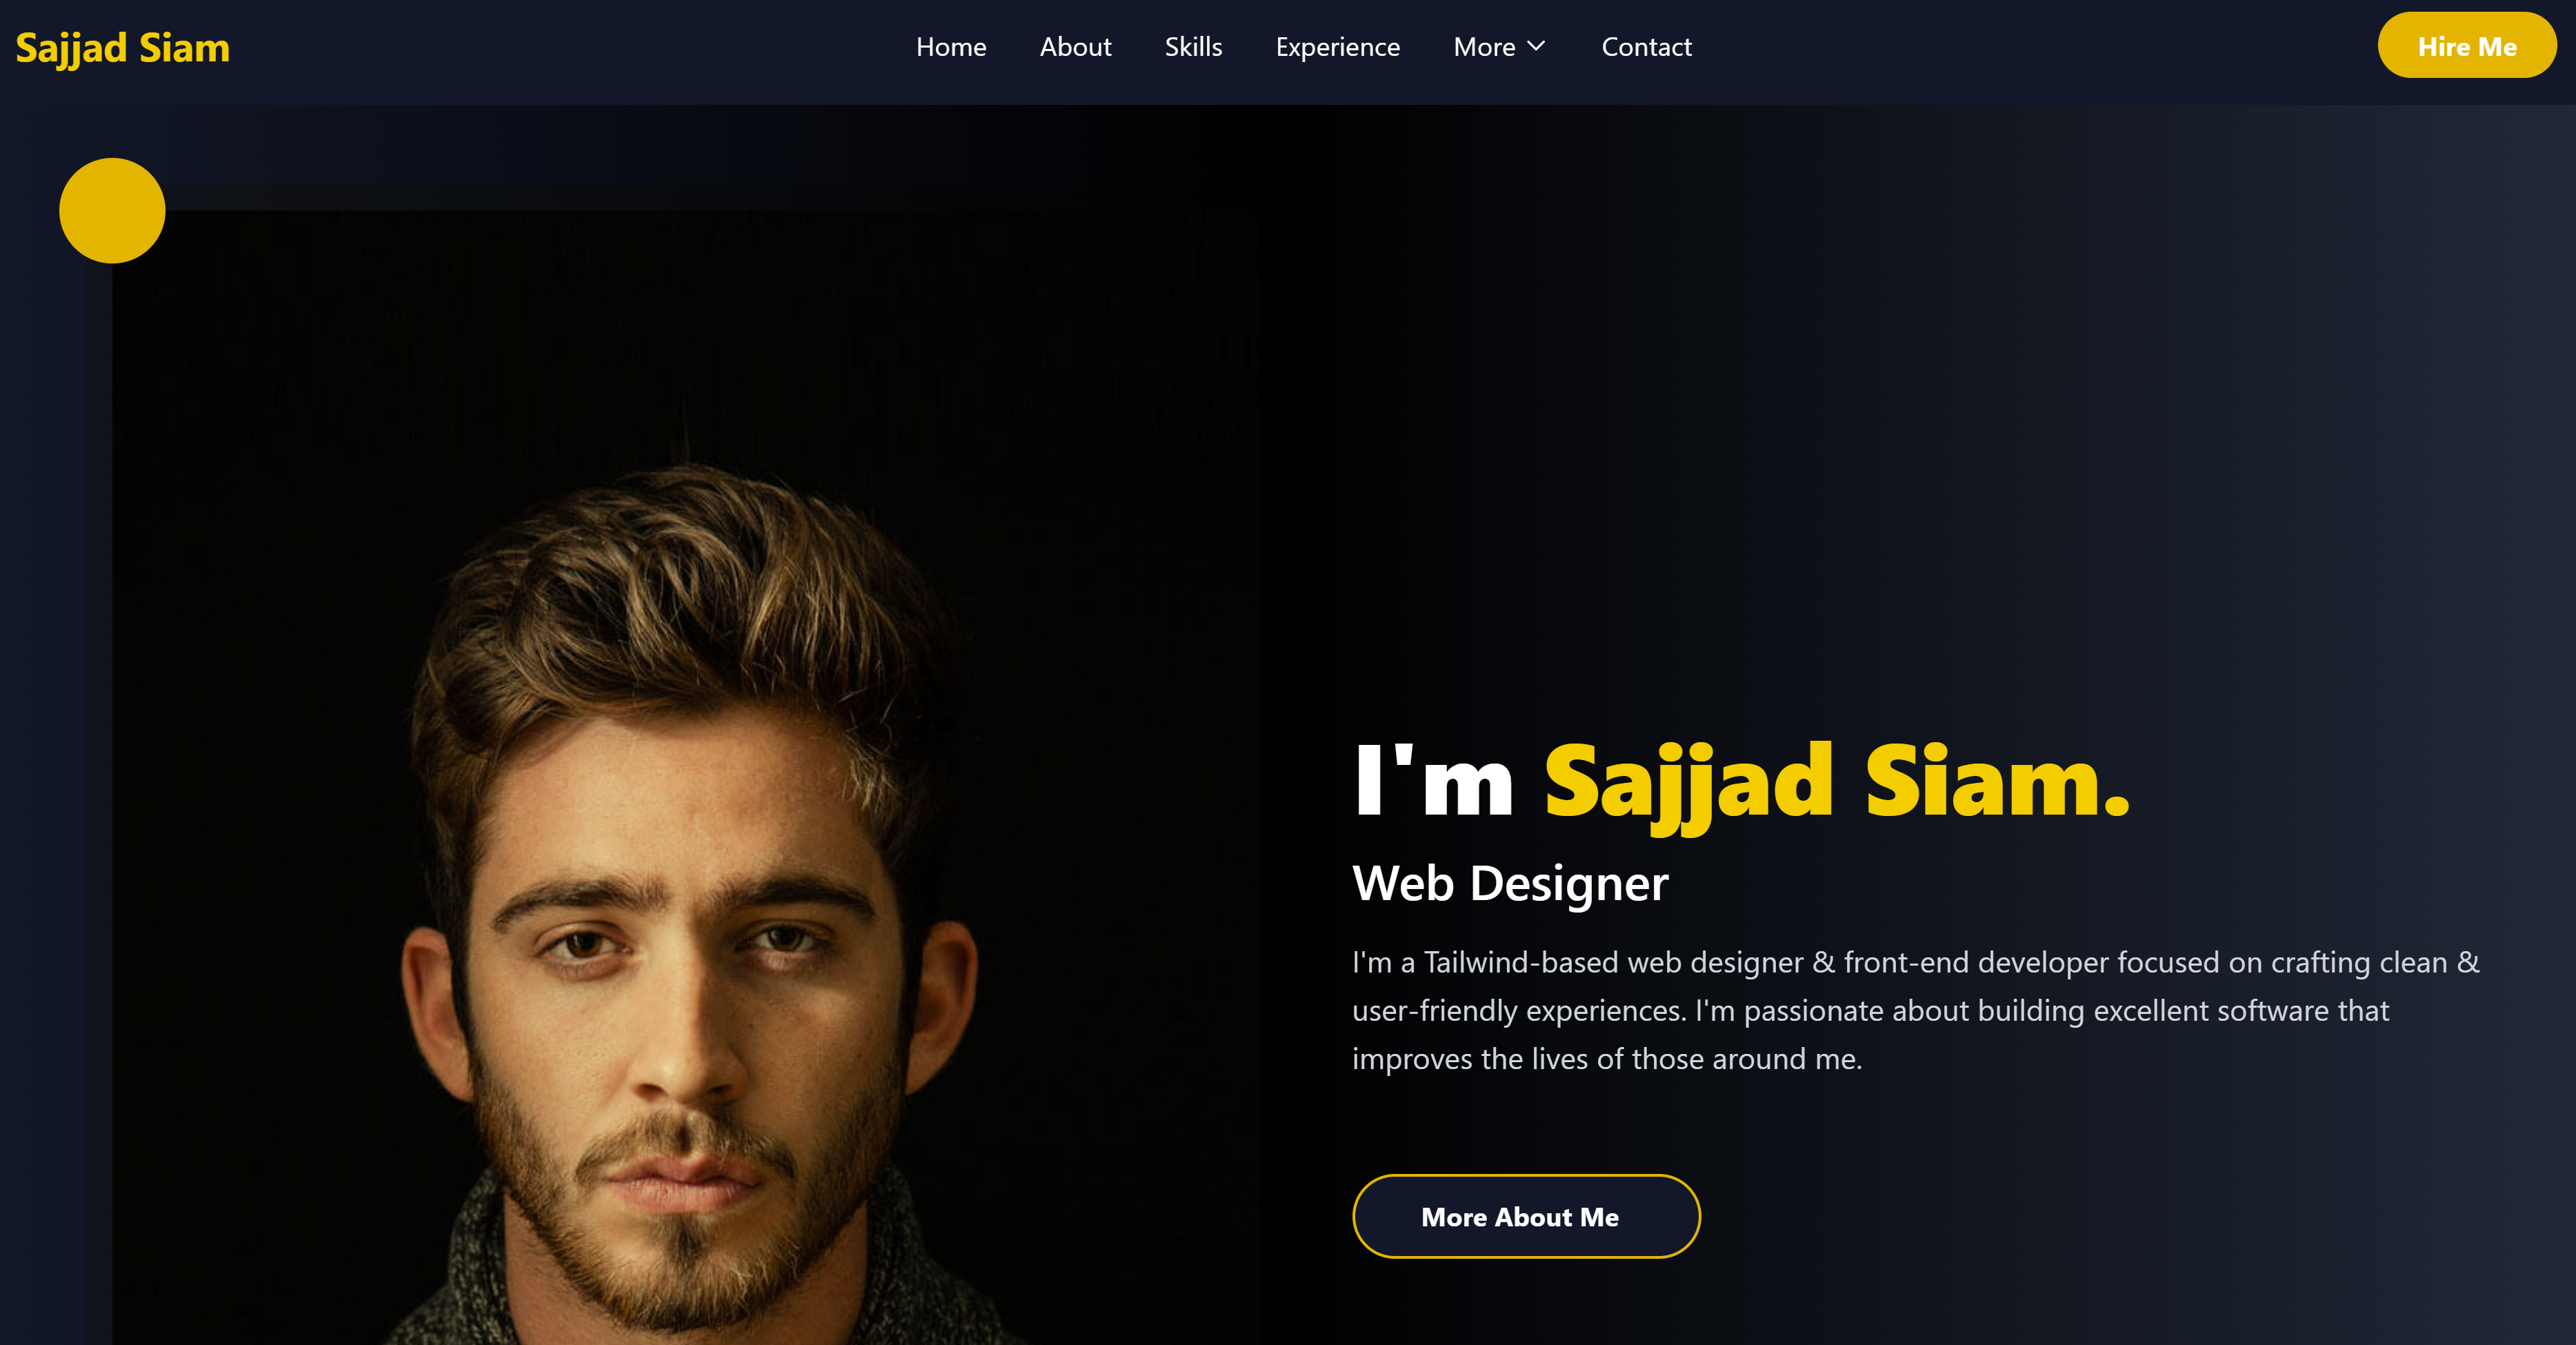 Sajjad Siam
Home About Skills Experience More Contact
Hire Me
I'm Sajjad Siam.
Web Designer
I'm a Tailwind-based web designer & front-end developer focused on crafting clean &
user-friendly experiences. I'm passionate about building excellent software that
improves the lives of those around me.
More About Me